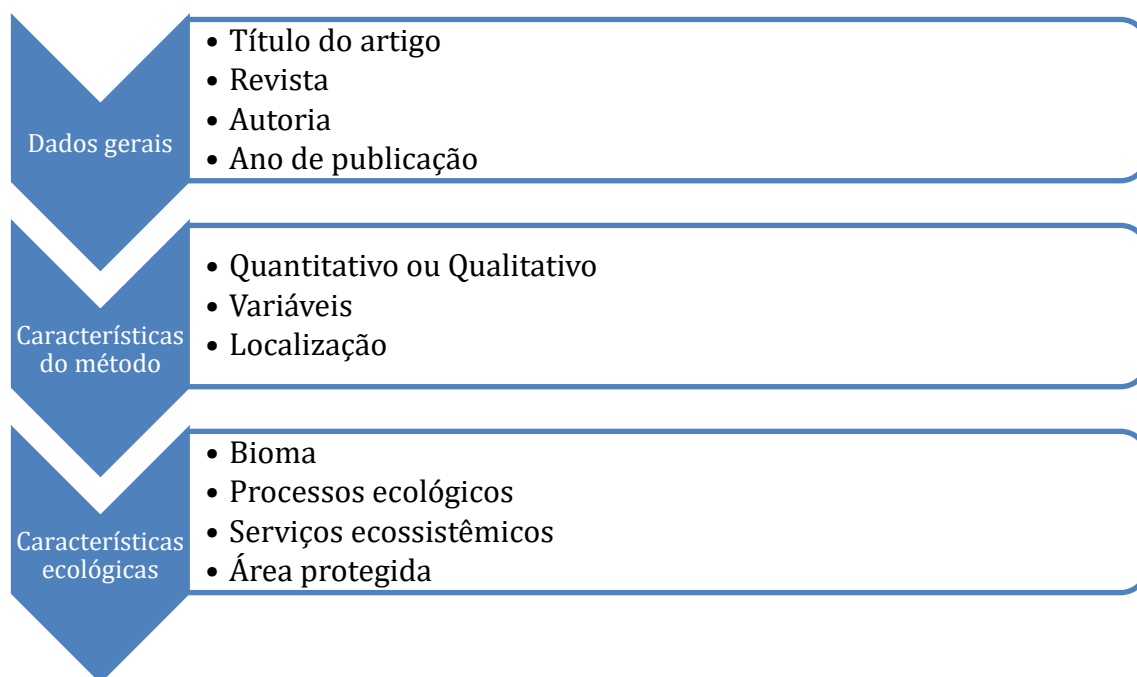 Dados gerais
• Título do artigo
• Revista
• Autoria
• Ano de publicação
Características
do método
• Quantitativo ou Qualitativo
• Variáveis
• Localização
Características
ecológicas
• Bioma
• Processos ecológicos
• Serviços ecossistêmicos
• Área protegida